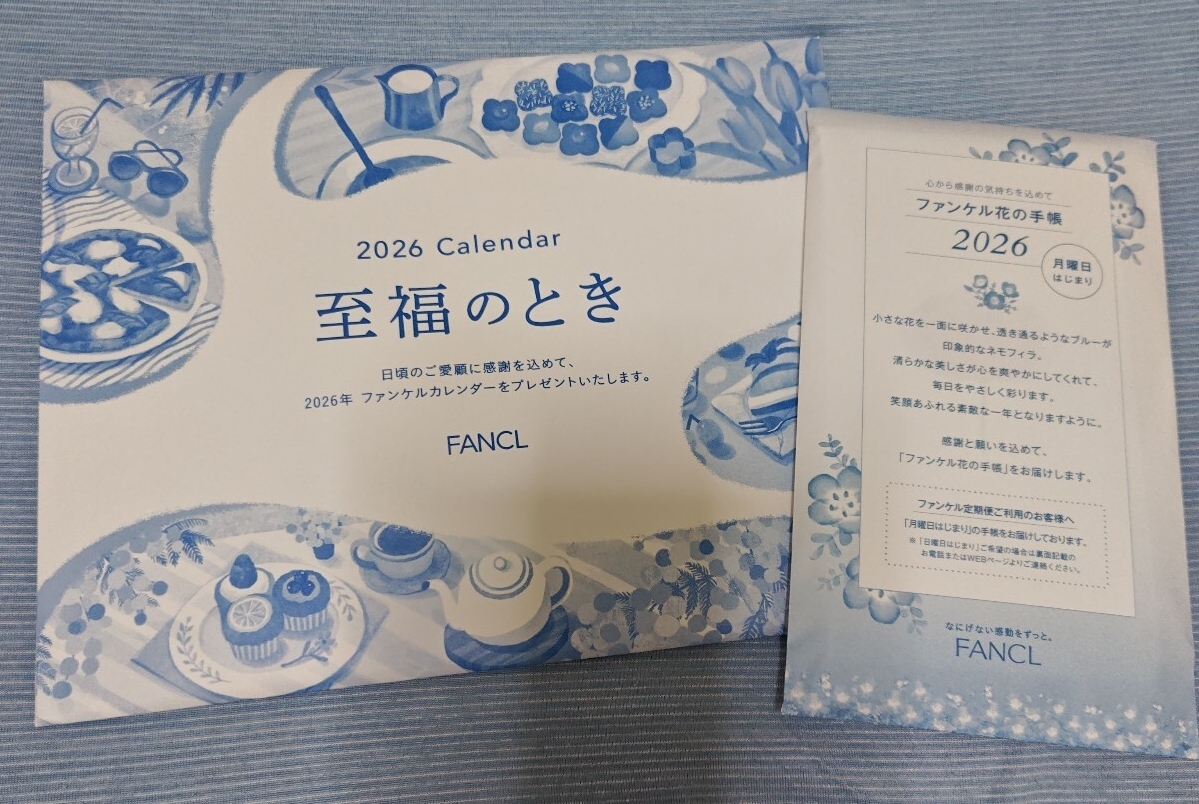 2026 Calendar
至福のとき
日頃のご愛顧に感謝を込めて、
2026年 ファンケルカレンダーをプレゼントいたします。
FANCL
心から感謝の気持ちを込めて
ファンケル花の手帳
2026
月曜日
はじまり
小さな花を一面に咲かせ、透き通るようなブルーが
印象的なネモフィラ。
清らかな美しさが心を爽やかにしてくれて、
毎日をやさしく彩ります。
笑顔あふれる素敵な一年となりますように。
感謝と願いを込めて、
「ファンケル花の手帳」をお届けします。
ファンケル定期便ご利用のお客様へ
「月曜日はじまり」の手帳をお届けしております。
※「日曜日はじまり」ご希望の場合は裏面記載の
お電話またはWEBページよりご連絡ください。
なにげない感動をずっと。
FANCL